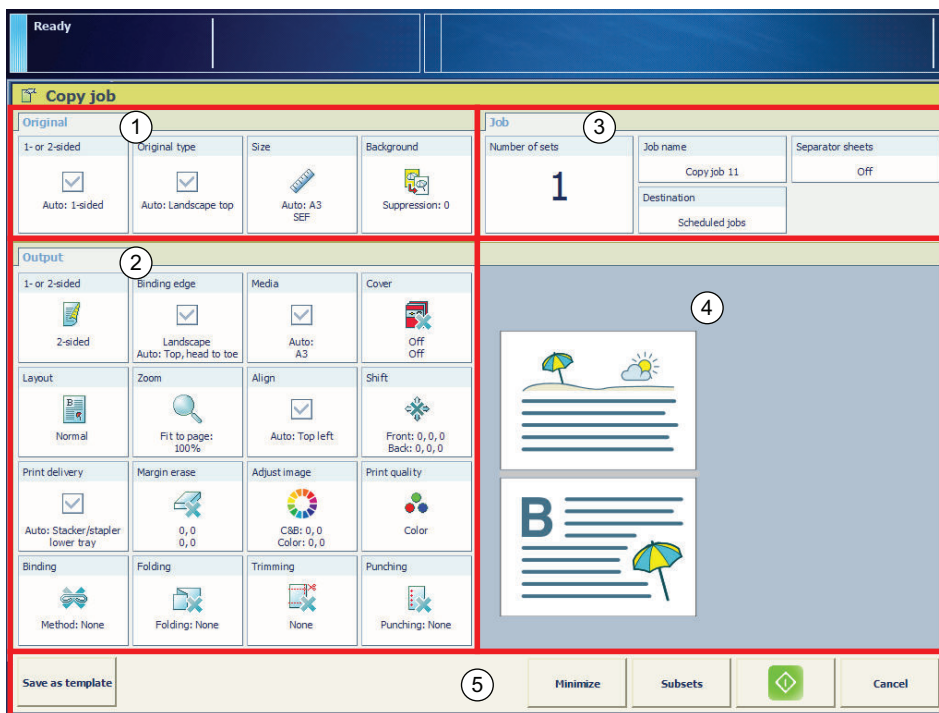 Ready
Copy job
Original
1
1- or 2-sided
Auto: 1-sided
Original type
Auto: Landscape top
Size
Auto: A3
SEF
Background
Suppression: 0
Job
3
Number of sets
1
Job name
Copy job 11
Destination
Scheduled jobs
Separator sheets
Off
Output
2
1- or 2-sided
2-sided
Binding edge
Landscape
Auto: Top, head to toe
Media
Auto:
A3
Cover
Off
Off
Layout
B
Normal
Zoom
Fit to page:
100%
Align
Auto: Top left
Shift
Front: 0, 0, 0
Back: 0, 0, 0
Print delivery
Auto: Stacker/stapler
lower tray
Margin erase
0, 0
0, 0
Adjust image
C&B: 0, 0
Color: 0, 0
Print quality
Color
Binding
Method: None
Folding
Folding: None
Trimming
None
Punching
Punching: None
4
B
Save as template
5
Minimize
Subsets
Cancel